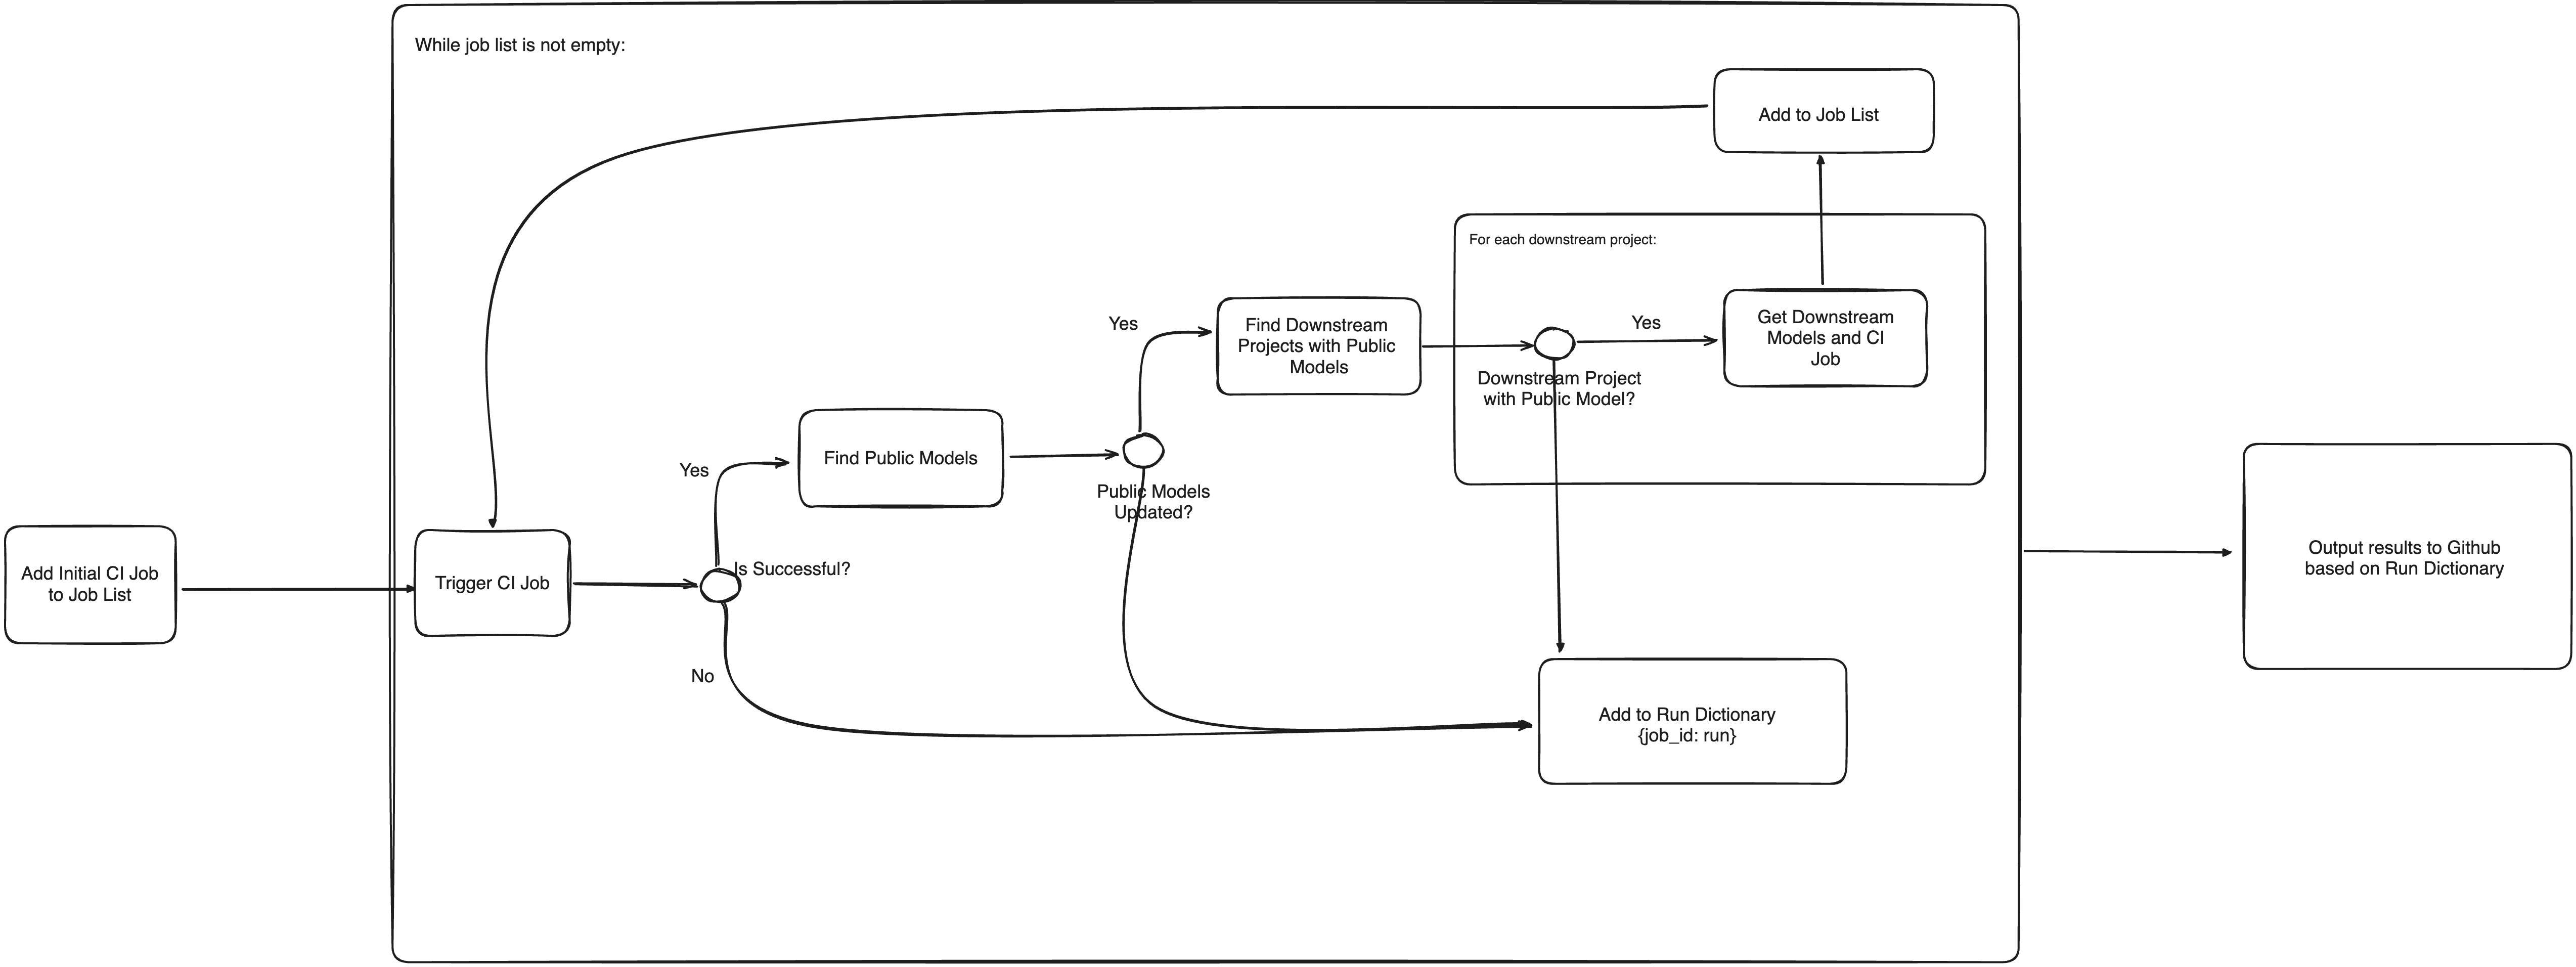 While job list is not empty:
Add to Job List
For each downstream project:
Yes
Find Downstream
Projects with Public
Models
Yes
Get Downstream
Models and CI
Job
Downstream Project
with Public Model?
Yes
Find Public Models
Public Models
Updated?
Add Initial CI Job
to Job List
Trigger CI Job
Is Successful?
Output results to Github
based on Run Dictionary
No
Add to Run Dictionary
{job_id: run}